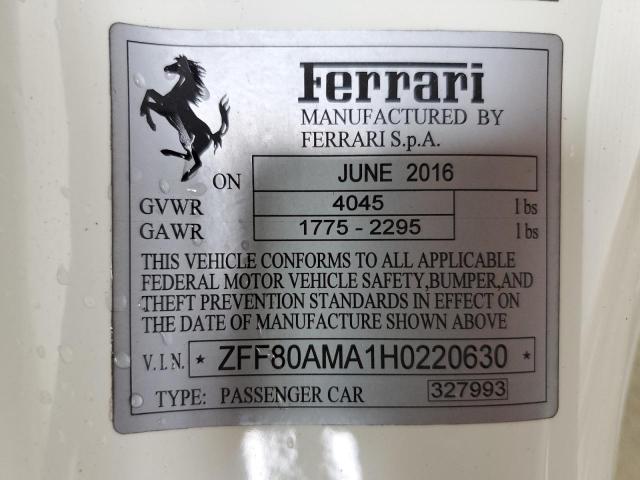 Ferrari
MANUFACTURED BY
FERRARI S.p.A.
ON JUNE 2016
GVWR 4045 lbs
GAWR 1775 - 2295 lbs
THIS VEHICLE CONFORMS TO ALL APPLICABLE
FEDERAL MOTOR VEHICLE SAFETY,BUMPER,AND
THEFT PREVENTION STANDARDS IN EFFECT ON
THE DATE OF MANUFACTURE SHOWN ABOVE
V.I.N. * ZFF80AMA1H0220630 *
TYPE: PASSENGER CAR 327993